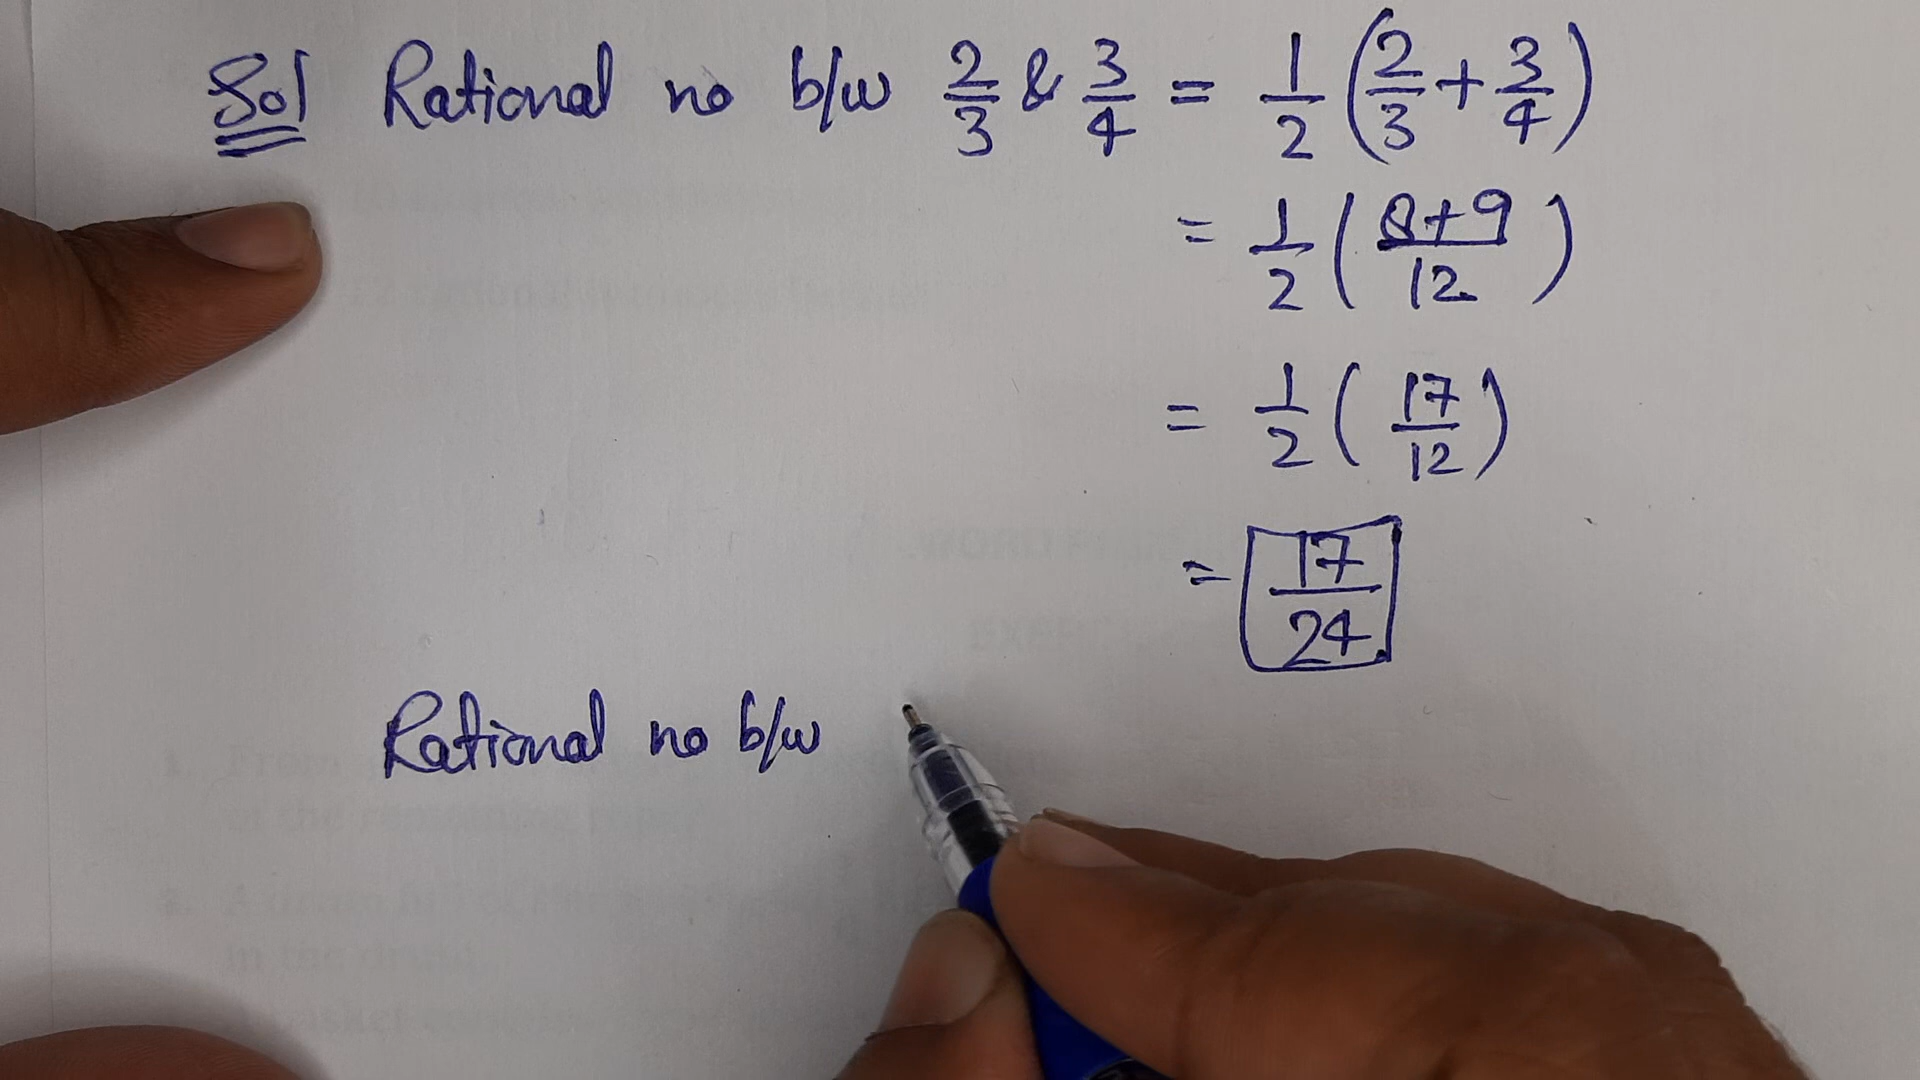 Sol Rational no b/w 2/3 & 3/4 = 1/2 (2/3 + 3/4)
= 1/2 (8+9/12)
= 1/2 (17/12)
= 17/24
Rational no b/w